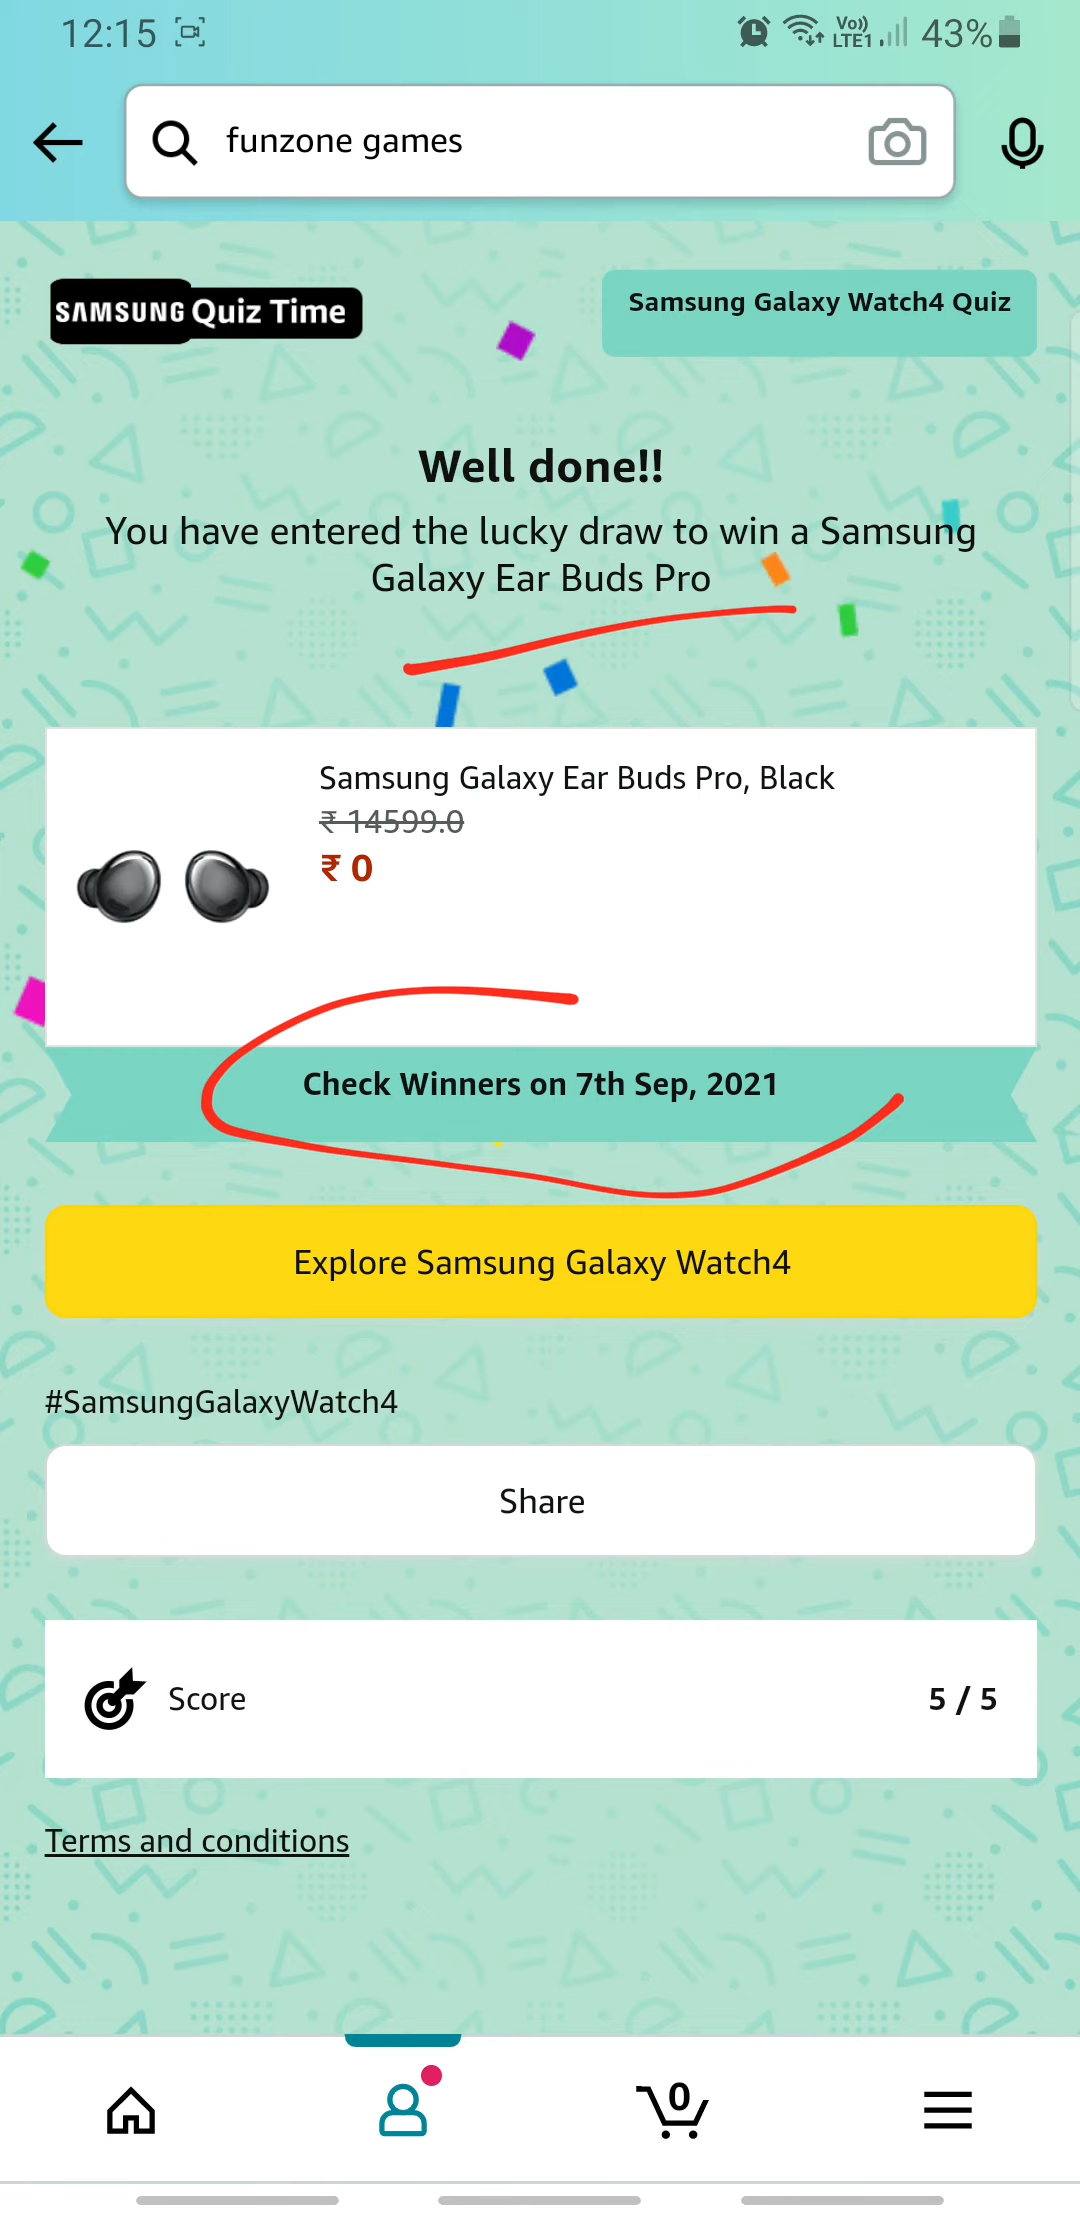 12:15
Vo)) LTE1 43%
funzone games
SAMSUNG Quiz Time
Samsung Galaxy Watch4 Quiz
Well done!!
You have entered the lucky draw to win a Samsung
Galaxy Ear Buds Pro
Samsung Galaxy Ear Buds Pro, Black
₹ 14599.0
₹ 0
Check Winners on 7th Sep, 2021
Explore Samsung Galaxy Watch4
#SamsungGalaxyWatch4
Share
Score
5 / 5
Terms and conditions
0